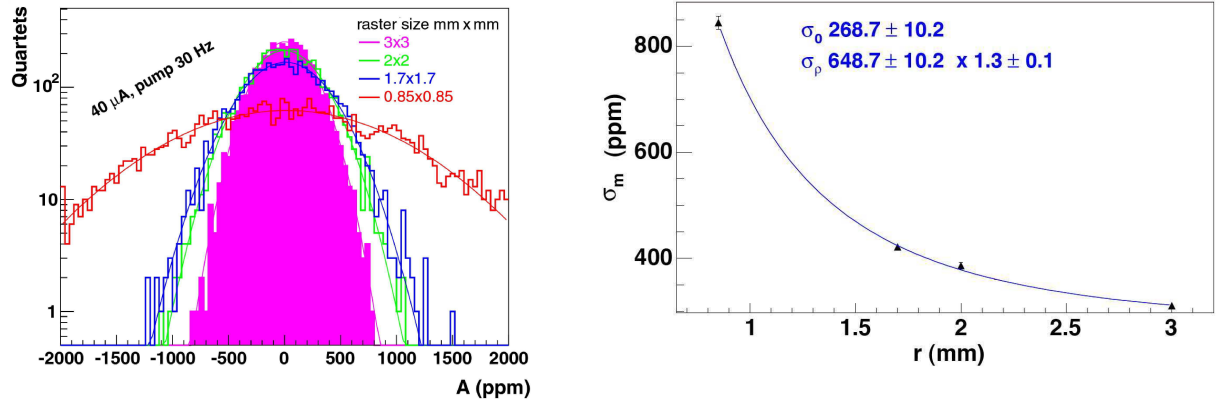 Quartets
40 μA, pump 30 Hz
raster size mm x mm
3x3
2x2
1.7x1.7
0.85x0.85
10²
10
1
-2000 -1500 -1000 -500 0 500 1000 1500 2000
A (ppm)
σ₀ 268.7 ± 10.2
σρ 648.7 ± 10.2 x 1.3 ± 0.1
σm (ppm)
800
600
400
1 1.5 2 2.5 3
r (mm)